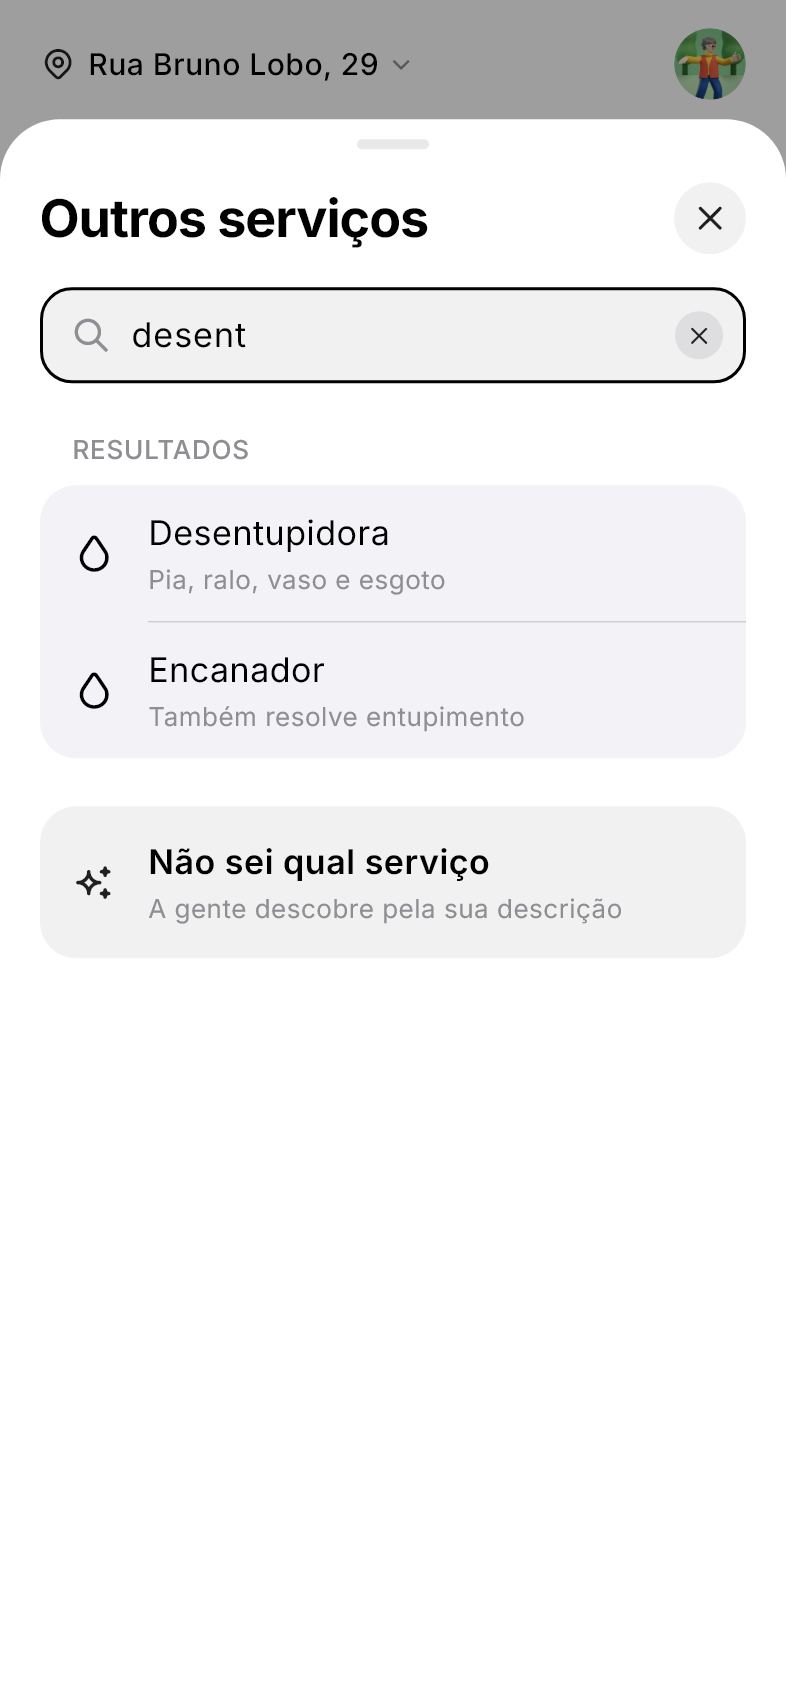 Rua Bruno Lobo, 29
Outros serviços
desent
RESULTADOS
Desentupidora
Pia, ralo, vaso e esgoto
Encanador
Também resolve entupimento
Não sei qual serviço
A gente descobre pela sua descrição